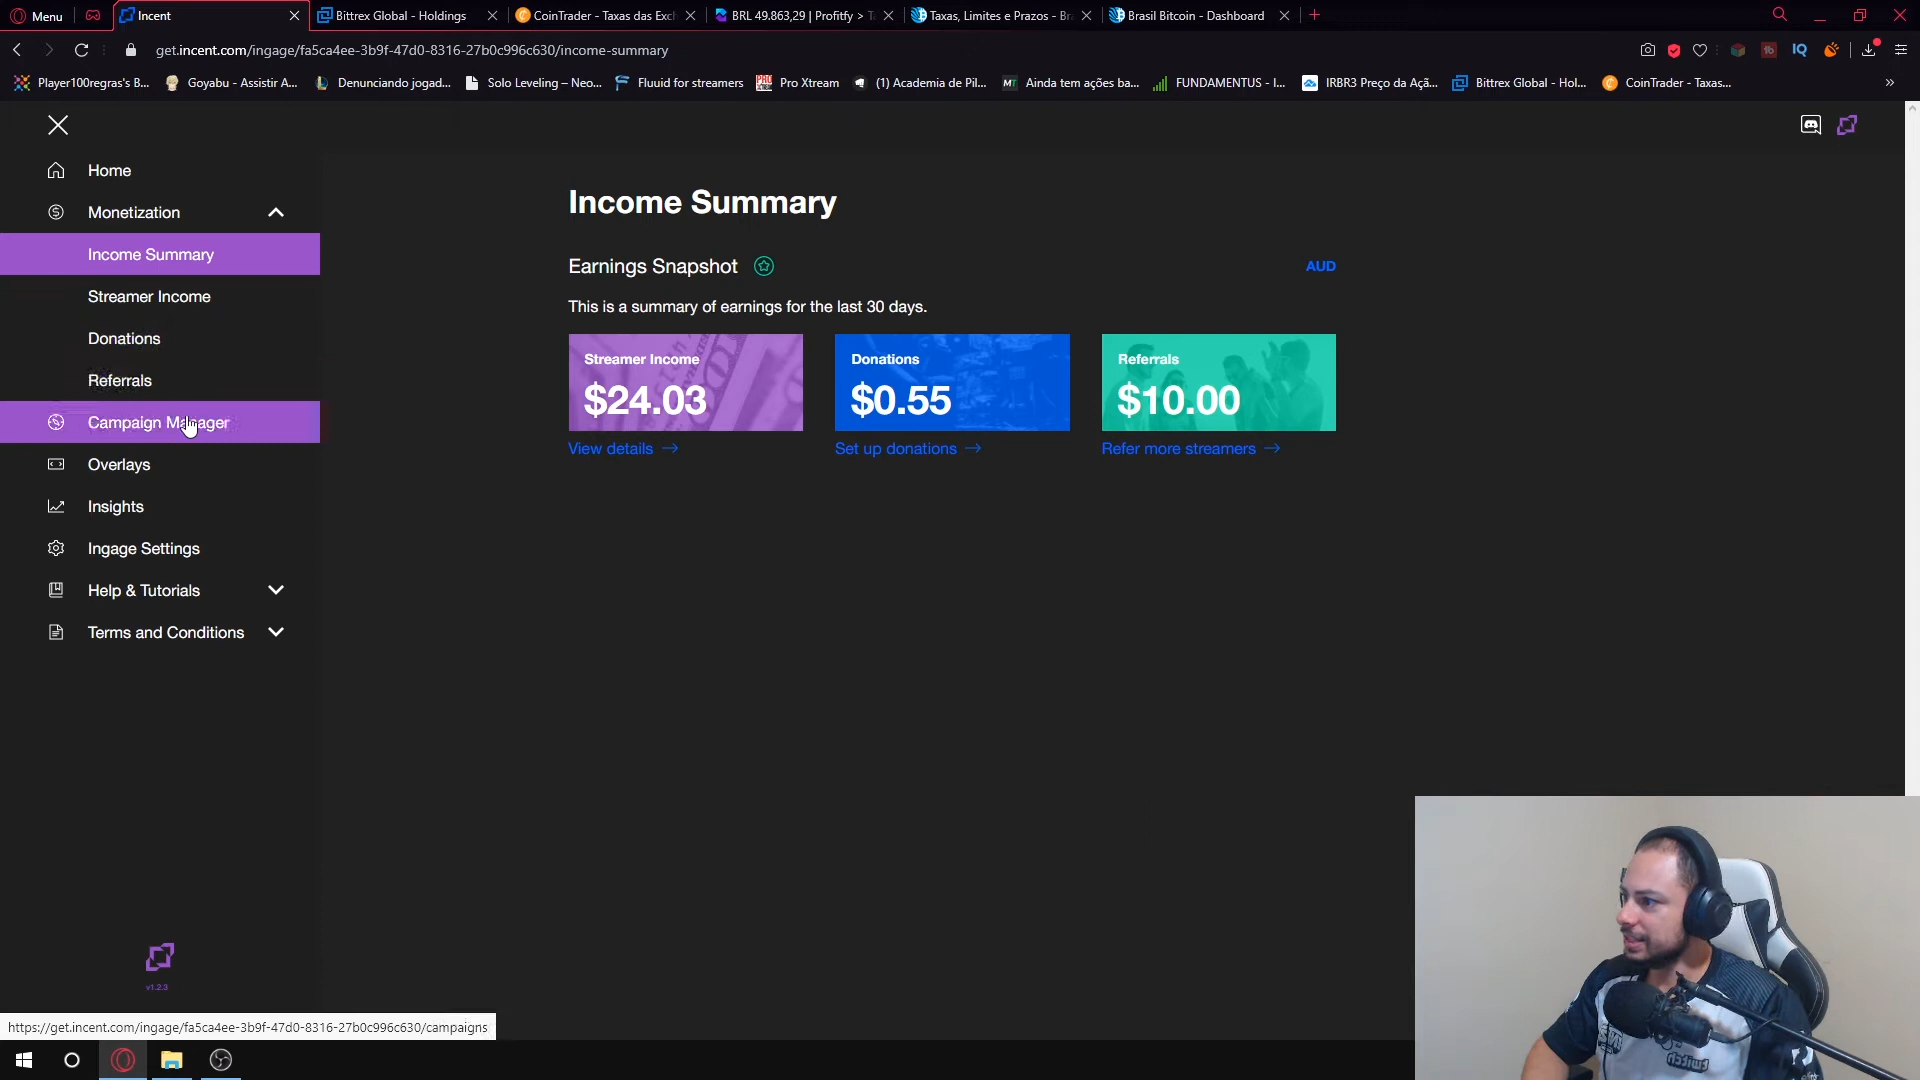 Menu
Incent
Bittrex Global - Holdings
CoinTrader - Taxas das Exc
BRL 49.863,29 | Profitfy >
Taxas, Limites e Prazos - Br
Brasil Bitcoin - Dashboard
get.incent.com/ingage/fa5ca4ee-3b9f-47d0-8316-27b0c996c630/income-summary
IQ
Player100regras's B...
Goyabu - Assistir A...
Denunciando jogad...
Solo Leveling – Neo...
Fluuid for streamers
Pro Xtream
(1) Academia de Pil...
MT
Ainda tem ações ba...
FUNDAMENTUS - I...
IRBR3 Preço da Açã...
Bittrex Global - Hol...
CoinTrader - Taxas...
Home
Monetization
Income Summary
Streamer Income
Donations
Referrals
Campaign Manager
Overlays
Insights
Ingage Settings
Help & Tutorials
Terms and Conditions
v1.2.3
Income Summary
Earnings Snapshot
AUD
This is a summary of earnings for the last 30 days.
Streamer Income
$24.03
View details
Donations
$0.55
Set up donations
Referrals
$10.00
Refer more streamers
https://get.incent.com/ingage/fa5ca4ee-3b9f-47d0-8316-27b0c996c630/campaigns